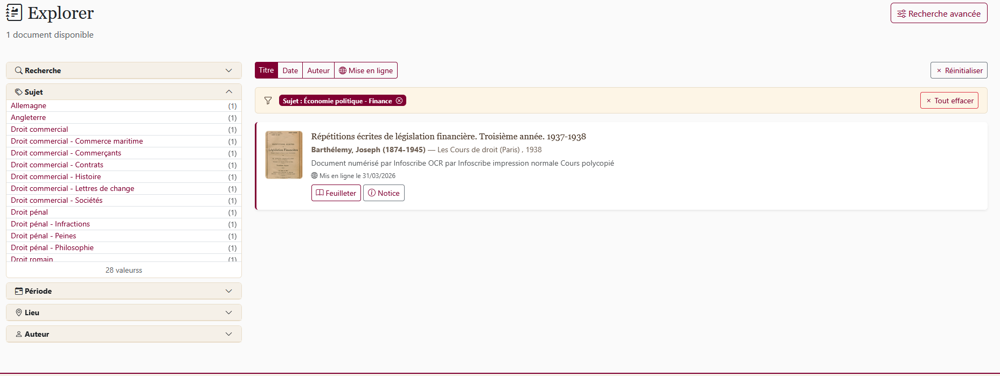 Explorer
Recherche avancée
1 document disponible
Recherche
Sujet
Allemagne (1)
Angleterre (1)
Droit commercial (1)
Droit commercial - Commerce maritime (1)
Droit commercial - Commerçants (1)
Droit commercial - Contrats (1)
Droit commercial - Histoire (1)
Droit commercial - Lettres de change (1)
Droit commercial - Sociétés (1)
Droit pénal (1)
Droit pénal - Infractions (1)
Droit pénal - Peines (1)
Droit pénal - Philosophie (1)
Droit romain (1)
28 valeurss
Période
Lieu
Auteur
Titre Date Auteur Mise en ligne
Réinitialiser
Sujet : Économie politique - Finance
Tout effacer
Législation Financière
Répétitions écrites de législation financière. Troisième année. 1937-1938
Barthélemy, Joseph (1874-1945) — Les Cours de droit (Paris) , 1938
Document numérisé par Infoscribe OCR par Infoscribe impression normale Cours polycopié
Mis en ligne le 31/03/2026
Feuilleter Notice